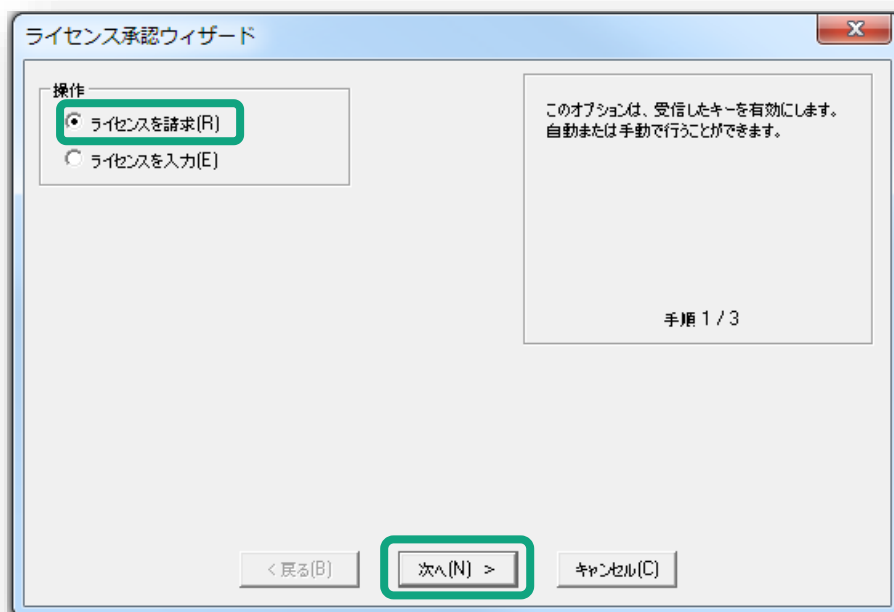 ライセンス承認ウィザード
操作
ライセンスを請求(R)
ライセンスを入力(E)
このオプションは、受信したキーを有効にします。
自動または手動で行うことができます。
手順 1 / 3
< 戻る(B)
次へ(N) >
キャンセル(C)